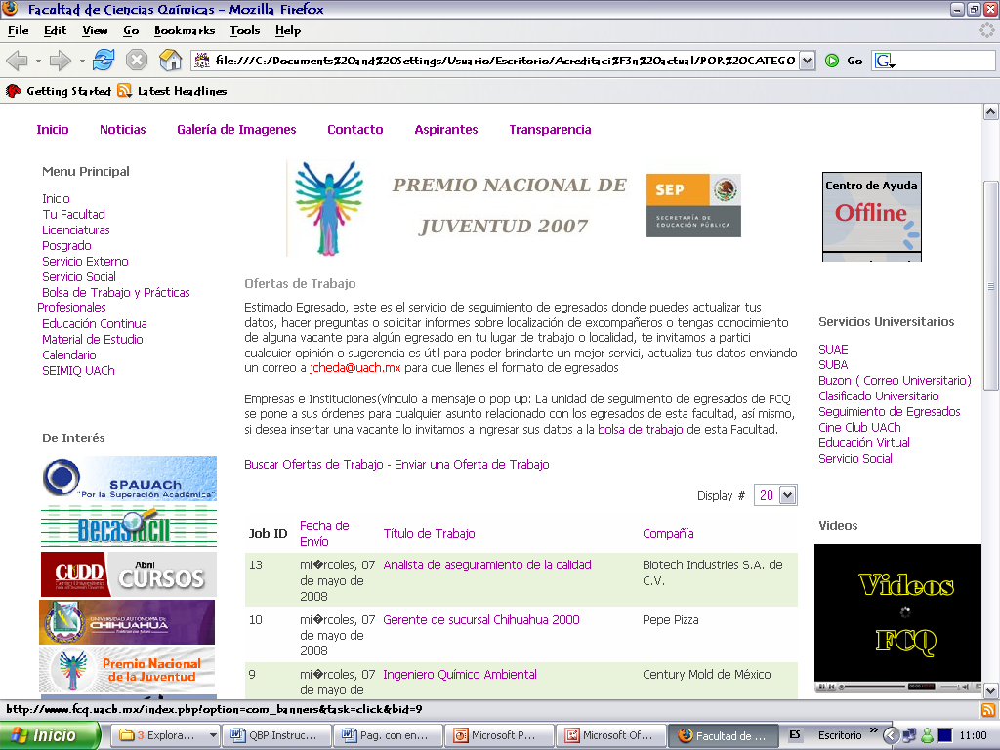 Facultad de Ciencias Químicas - Mozilla Firefox
File Edit View Go Bookmarks Tools Help
file:///C:/Documents%20and%20Settings/Usuario/Escritorio/Acreditaci%F3n%20actual/POR%20CATEGO Go G
Getting Started Latest Headlines
Inicio Noticias Galería de Imagenes Contacto Aspirantes Transparencia
Menu Principal
Inicio
Tu Facultad
Licenciaturas
Posgrado
Servicio Externo
Servicio Social
Bolsa de Trabajo y Prácticas
Profesionales
Educación Continua
Material de Estudio
Calendario
SEIMIQ UACh
De Interés
SPAUACh
"Por la Superación Académica"
Becasfácil
CUDD Abril
CURSOS
UNIVERSIDAD AUTONOMA DE
CHIHUAHUA
Premio Nacional
de la Juventud
PREMIO NACIONAL DE
JUVENTUD 2007
SEP
SECRETARÍA DE
EDUCACIÓN PÚBLICA
Ofertas de Trabajo
Estimado Egresado, este es el servicio de seguimiento de egresados donde puedes actualizar tus
datos, hacer preguntas o solicitar informes sobre localización de excompañeros o tengas conocimiento
de alguna vacante para algún egresado en tu lugar de trabajo o localidad, te invitamos a partici
cualquier opinión o sugerencia es útil para poder brindarte un mejor servici, actualiza tus datos enviando
un correo a jcheda@uach.mx para que llenes el formato de egresados
Empresas e Instituciones(vínculo a mensaje o pop up: La unidad de seguimiento de egresados de FCQ
se pone a sus órdenes para cualquier asunto relacionado con los egresados de esta facultad, así mismo,
si desea insertar una vacante lo invitamos a ingresar sus datos a la bolsa de trabajo de esta Facultad.
Buscar Ofertas de Trabajo - Enviar una Oferta de Trabajo
Display # 20
Job ID Fecha de Envío Título de Trabajo Compañía
13 mi�rcoles, 07 de mayo de 2008 Analista de aseguramiento de la calidad Biotech Industries S.A. de C.V.
10 mi�rcoles, 07 de mayo de 2008 Gerente de sucursal Chihuahua 2000 Pepe Pizza
9 mi�rcoles, 07 de mayo de Ingeniero Químico Ambiental Century Mold de México
Centro de Ayuda
Offline
Servicios Universitarios
SUAE
SUBA
Buzon ( Correo Universitario)
Clasificado Universitario
Seguimiento de Egresados
Cine Club UACh
Educación Virtual
Servicio Social
Videos
Videos
FCQ
http://www.fcq.uach.mx/index.php?option=com_banners&task=click&bid=9
Inicio 3 Explora... QBP Instruc... Pag. con en... Microsoft P... Microsoft Of... Facultad de ... ES Escritorio » 11:00